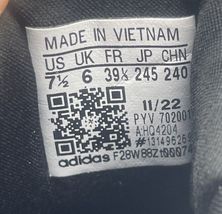 MADE IN VIETNAM
US UK FR JP CHN
7½ 6 39⅓ 245 240
11/22
PYV 702001
adidas